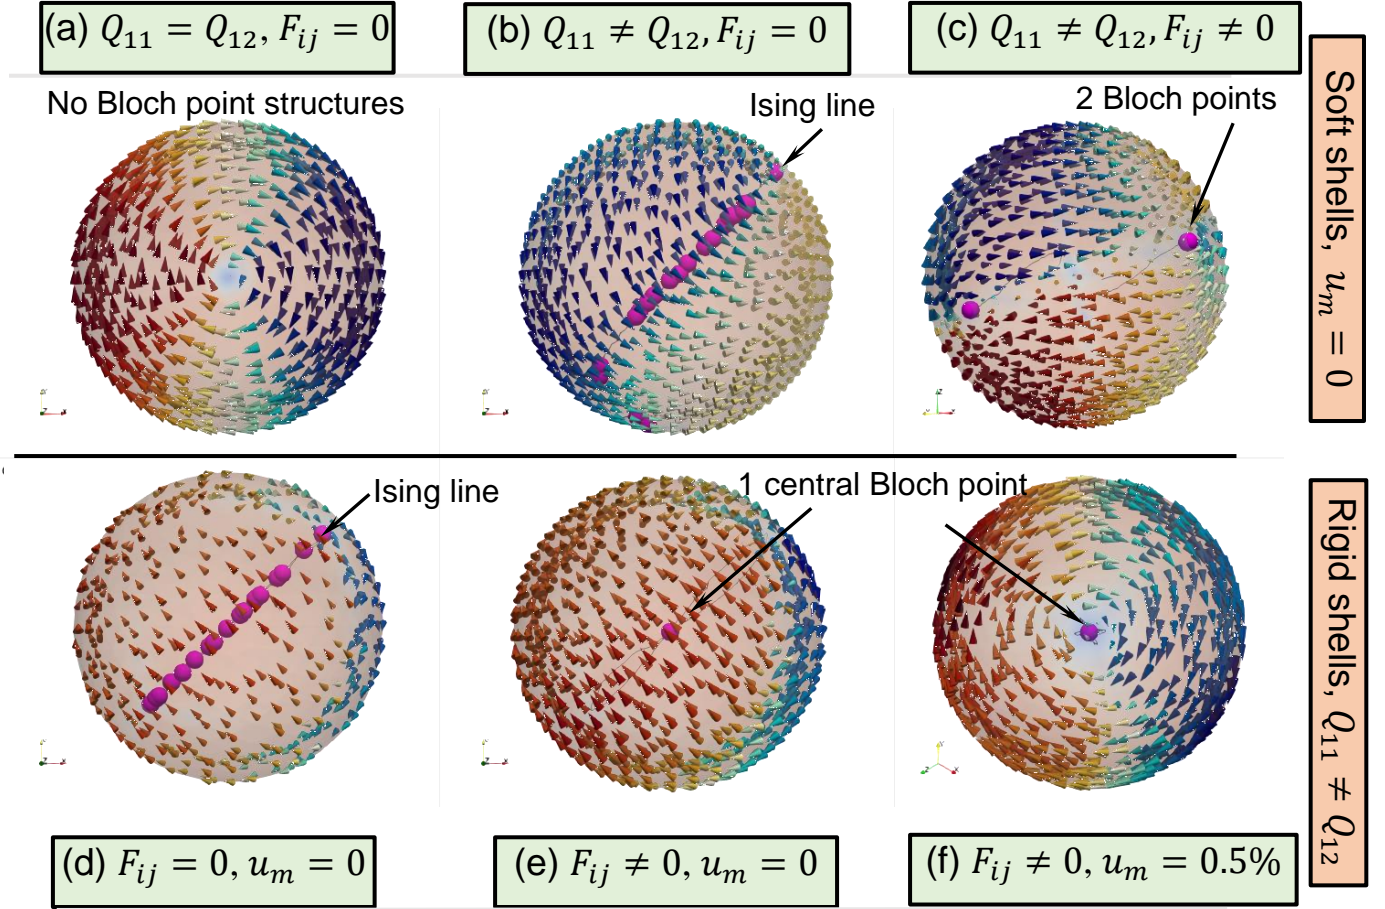 (a) Q₁₁ = Q₁₂, Fᵢⱼ = 0
(b) Q₁₁ ≠ Q₁₂, Fᵢⱼ = 0
(c) Q₁₁ ≠ Q₁₂, Fᵢⱼ ≠ 0
No Bloch point structures
Ising line
2 Bloch points
Soft shells, uₘ = 0
Ising line
1 central Bloch point
Rigid shells, Q₁₁ ≠ Q₁₂
(d) Fᵢⱼ = 0, uₘ = 0
(e) Fᵢⱼ ≠ 0, uₘ = 0
(f) Fᵢⱼ ≠ 0, uₘ = 0.5%